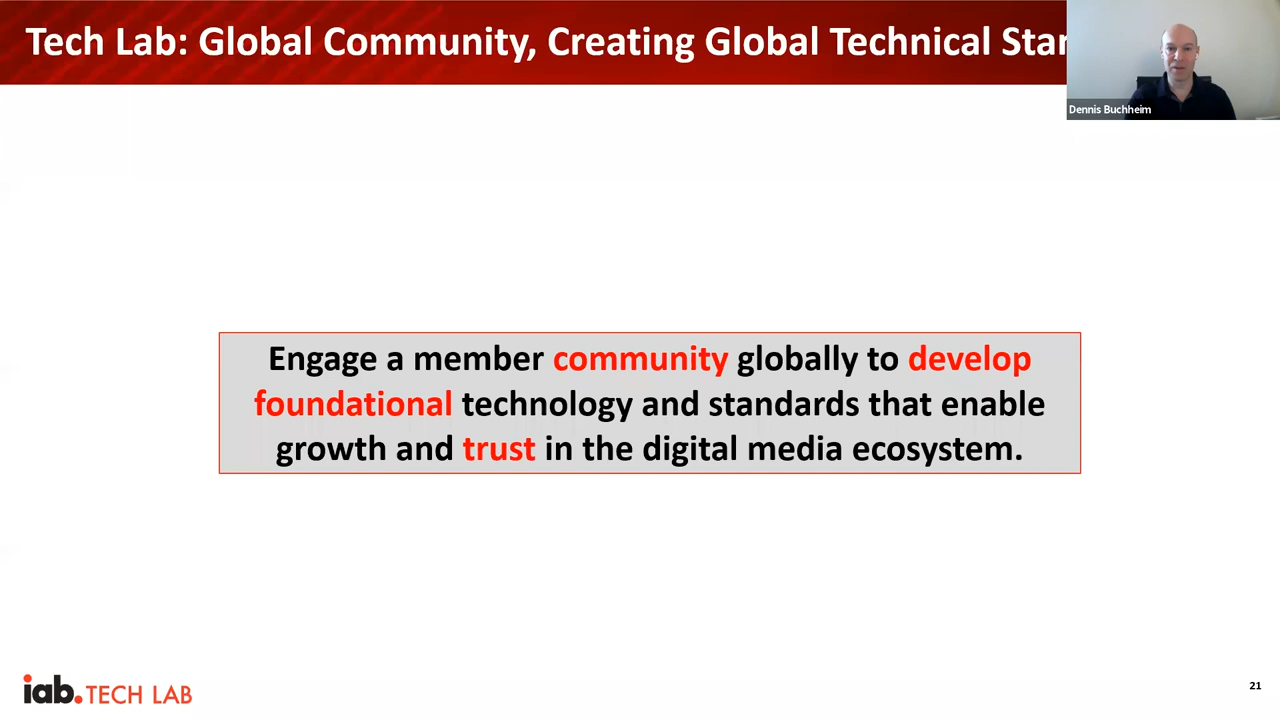 Tech Lab: Global Community, Creating Global Technical
Dennis Buchheim
Engage a member community globally to develop
foundational technology and standards that enable
growth and trust in the digital media ecosystem.
iab.TECH LAB
21